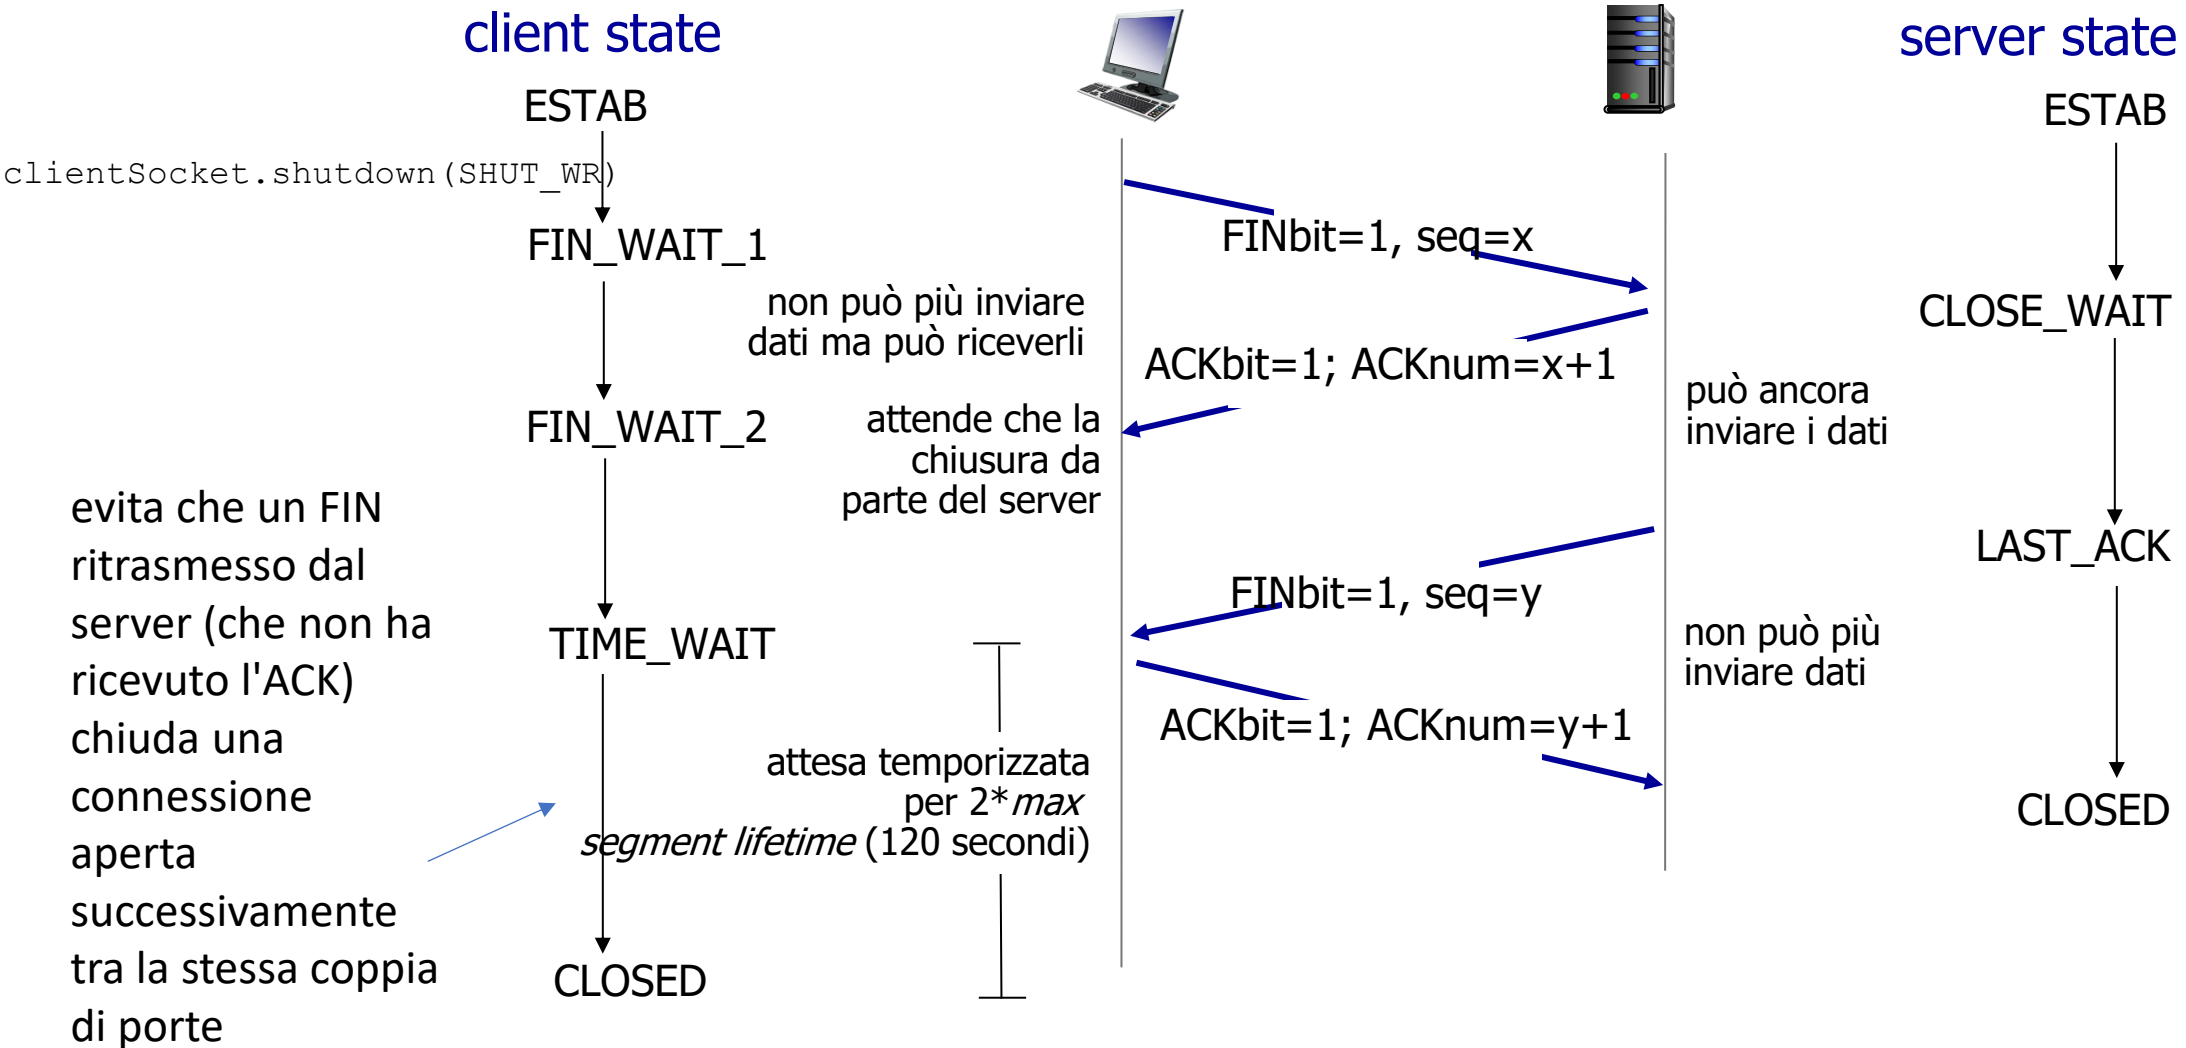 client state
server state
ESTAB
ESTAB
clientSocket.shutdown(SHUT_WR)
FIN_WAIT_1
FINbit=1, seq=x
non può più inviare
dati ma può riceverli
CLOSE_WAIT
ACKbit=1; ACKnum=x+1
può ancora
inviare i dati
FIN_WAIT_2
attende che la
chiusura da
parte del server
LAST_ACK
evita che un FIN
ritrasmesso dal
server (che non ha
ricevuto l'ACK)
chiuda una
connessione
aperta
successivamente
tra la stessa coppia
di porte
FINbit=1, seq=y
TIME_WAIT
non può più
inviare dati
ACKbit=1; ACKnum=y+1
attesa temporizzata
per 2*max
segment lifetime (120 secondi)
CLOSED
CLOSED